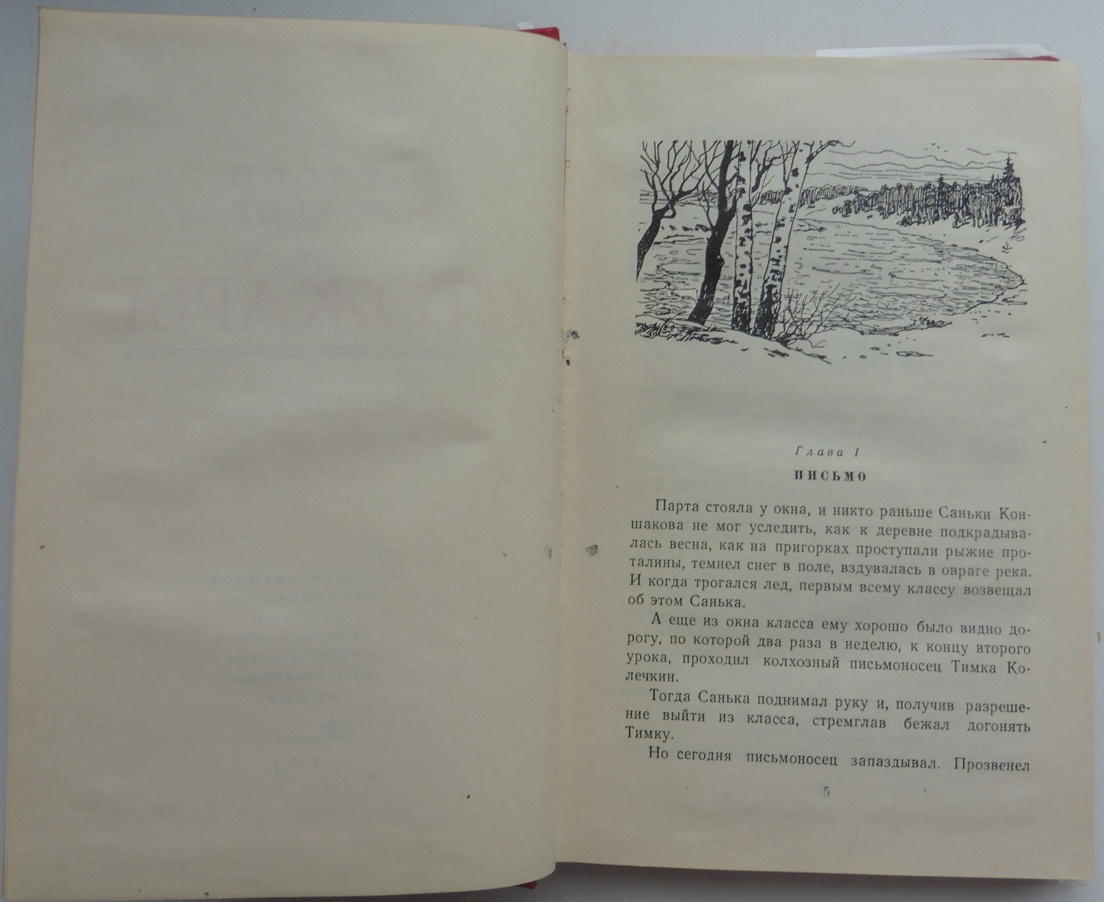 Глава I
ПИСЬМО
Парта стояла у окна, и никто раньше Саньки Кон-
шакова не мог уследить, как к деревне подкрадыва-
лась весна, как на пригорках проступали рыжие про-
талины, темнел снег в поле, вздувалась в овраге река.
И когда трогался лед, первым всему классу возвещал
об этом Санька.
А еще из окна класса ему хорошо было видно до-
рогу, по которой два раза в неделю, к концу второго
урока, проходил колхозный письмоносец Тимка Ко-
лечкин.
Тогда Санька поднимал руку и, получив разреше-
ние выйти из класса, стремглав бежал догонять
Тимку.
Но сегодня письмоносец запаздывал. Прозвенел
5